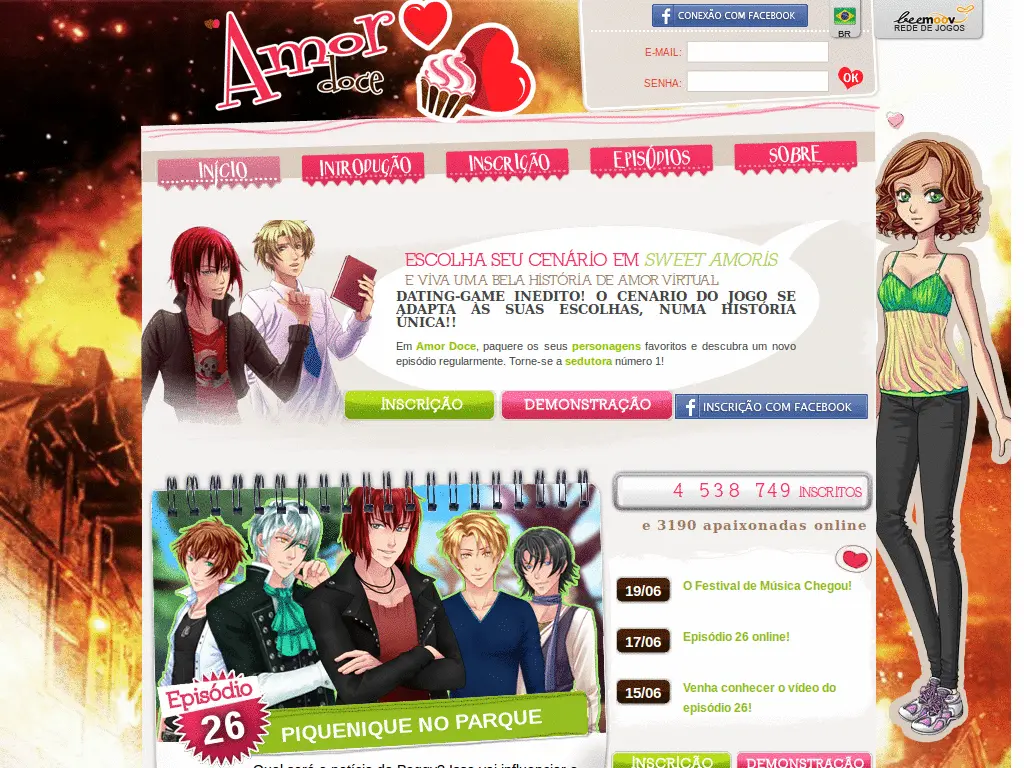 Amor
doce
CONEXÃO COM FACEBOOK
BR
beemoov
REDE DE JOGOS
E-MAIL:
SENHA:
OK
INÍCIO
INTRODUÇÃO
INSCRIÇÃO
EPISÓDIOS
SOBRE
ESCOLHA SEU CENÁRIO EM SWEET AMORIS
E VIVA UMA BELA HISTÓRIA DE AMOR VIRTUAL
DATING-GAME INEDITO! O CENARIO DO JOGO SE
ADAPTA ÀS SUAS ESCOLHAS, NUMA HISTÓRIA
ÚNICA!!
Em Amor Doce, paquere os seus personagens favoritos e descubra um novo
episódio regularmente. Torne-se a sedutora número 1!
INSCRIÇÃO
DEMONSTRAÇÃO
INSCRIÇÃO COM FACEBOOK
4 538 749 INSCRITOS
e 3190 apaixonadas online
19/06 O Festival de Música Chegou!
17/06 Episódio 26 online!
15/06 Venha conhecer o vídeo do
episódio 26!
Episódio
26
PIQUENIQUE NO PARQUE
INSCRIÇÃO
DEMONSTRAÇÃO